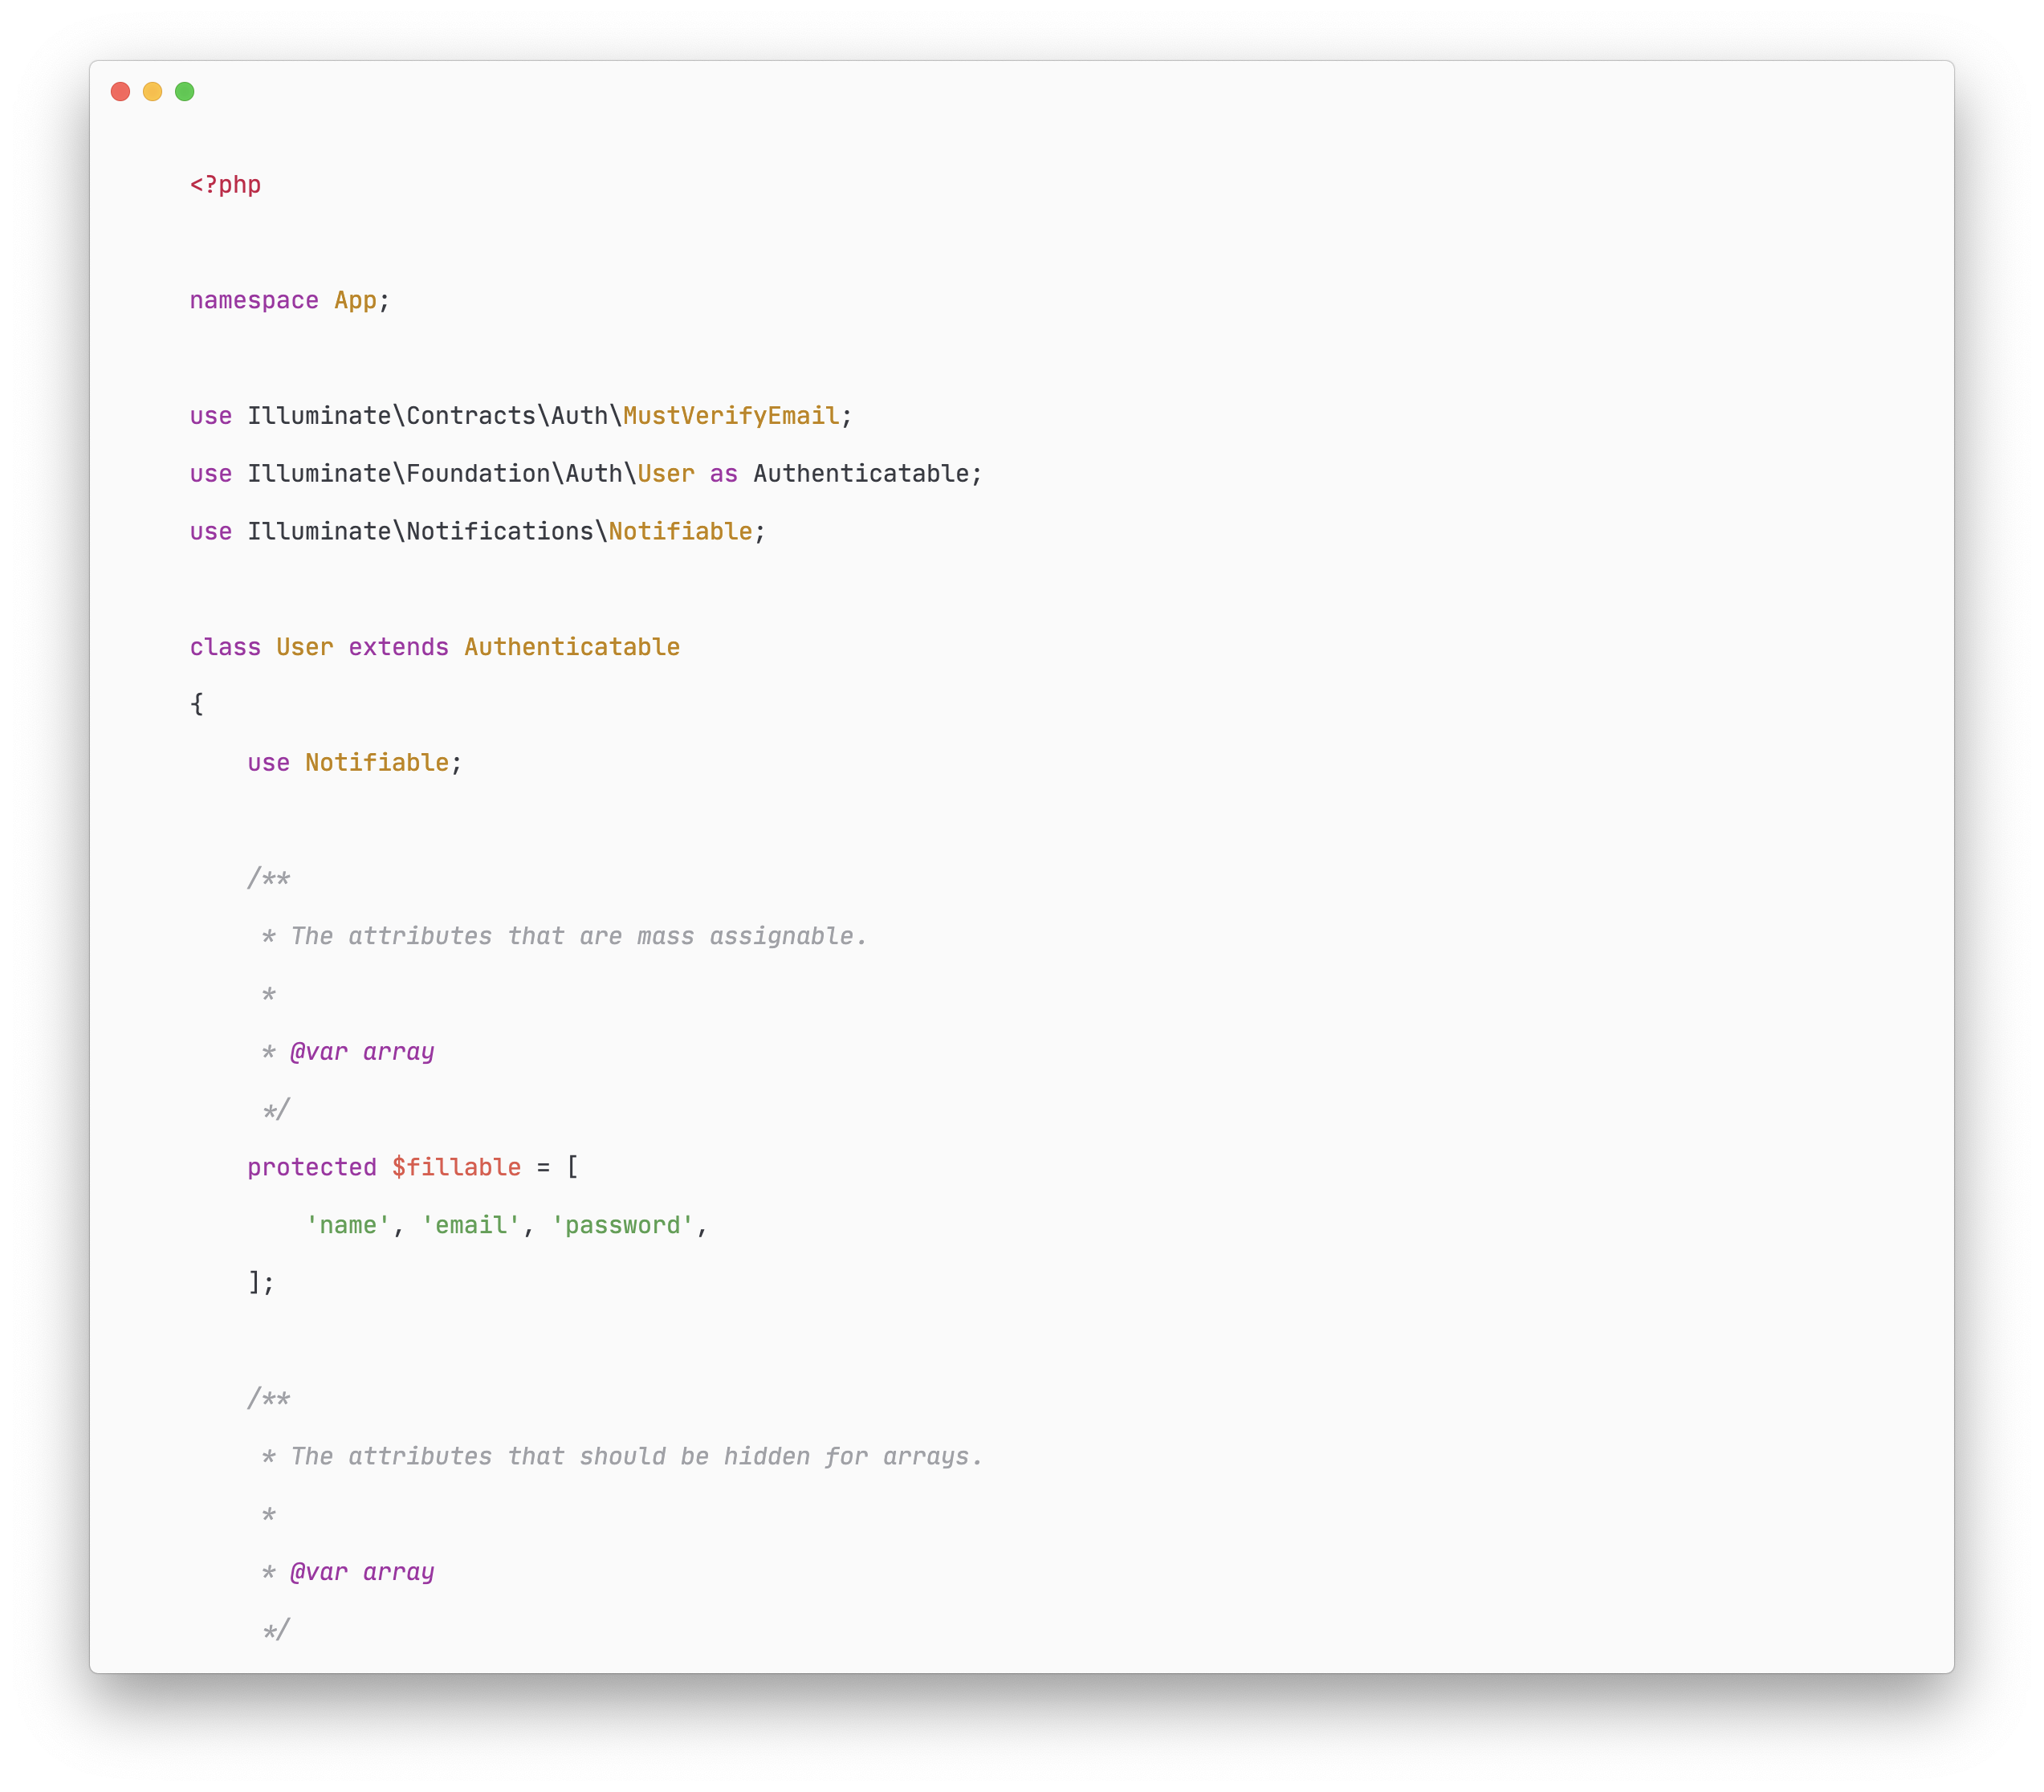 <?php
namespace App;
use Illuminate\Contracts\Auth\MustVerifyEmail;
use Illuminate\Foundation\Auth\User as Authenticatable;
use Illuminate\Notifications\Notifiable;
class User extends Authenticatable
{
    use Notifiable;
    /**
     * The attributes that are mass assignable.
     *
     * @var array
     */
    protected $fillable = [
        'name', 'email', 'password',
    ];
    /**
     * The attributes that should be hidden for arrays.
     *
     * @var array
     */